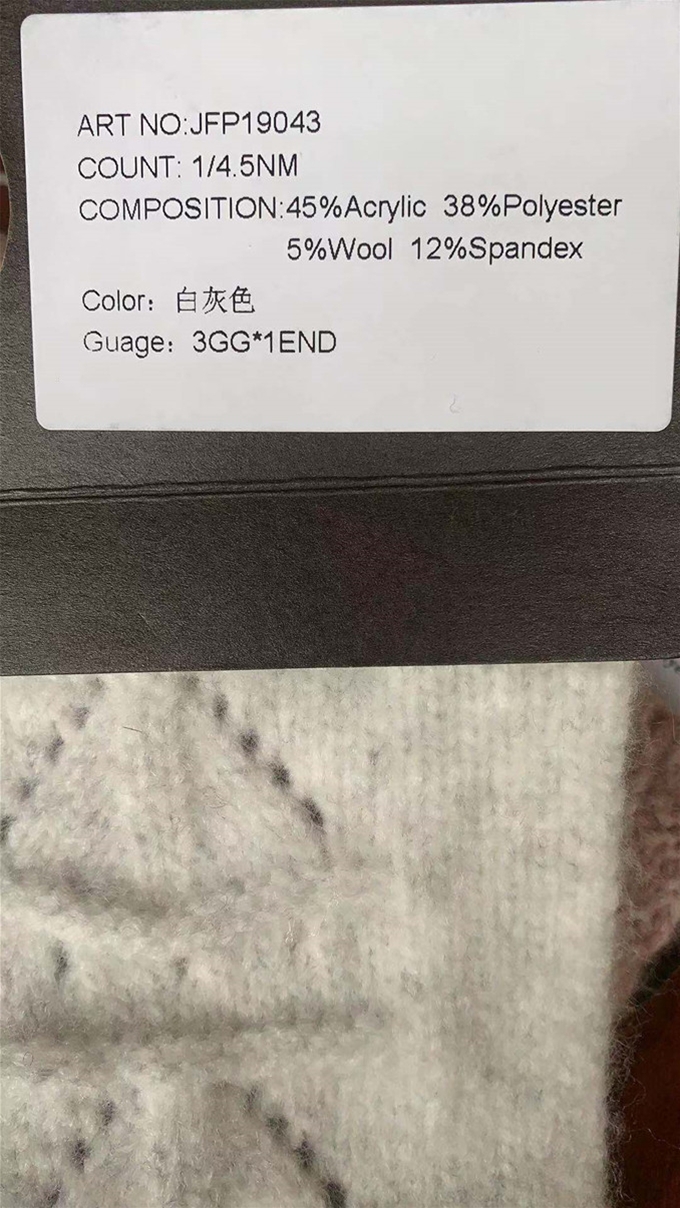 ART NO:JFP19043
COUNT: 1/4.5NM
COMPOSITION:45%Acrylic 38%Polyester
5%Wool 12%Spandex
Color：白灰色
Guage：3GG*1END